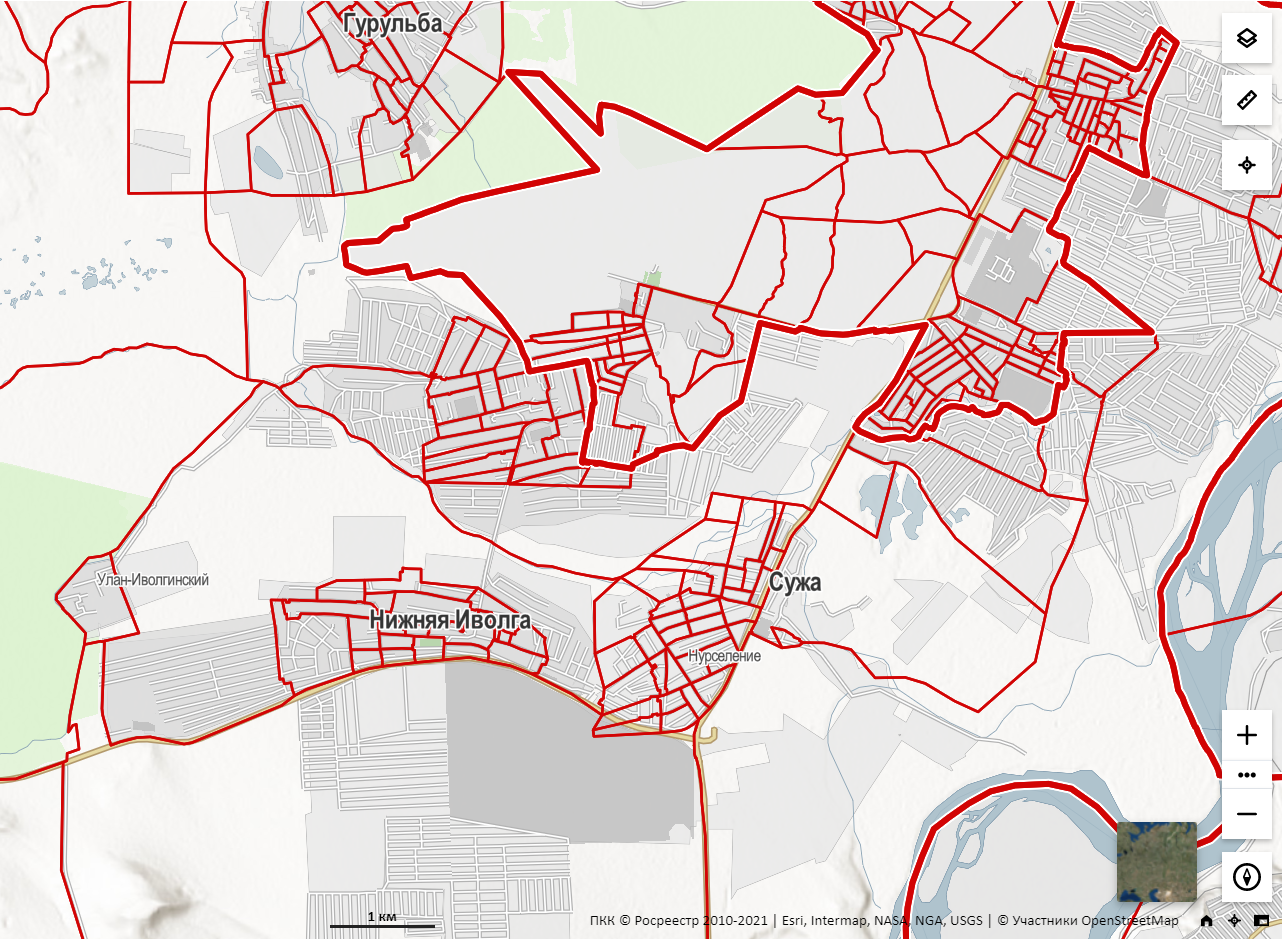 Гурульба
Улан-Иволгинский
Сужа
Нижняя Иволга
Нурселение
1 км
ПКК © Росреестр 2010-2021 | Esri, Intermap, NASA, NGA, USGS | © Участники OpenStreetMap